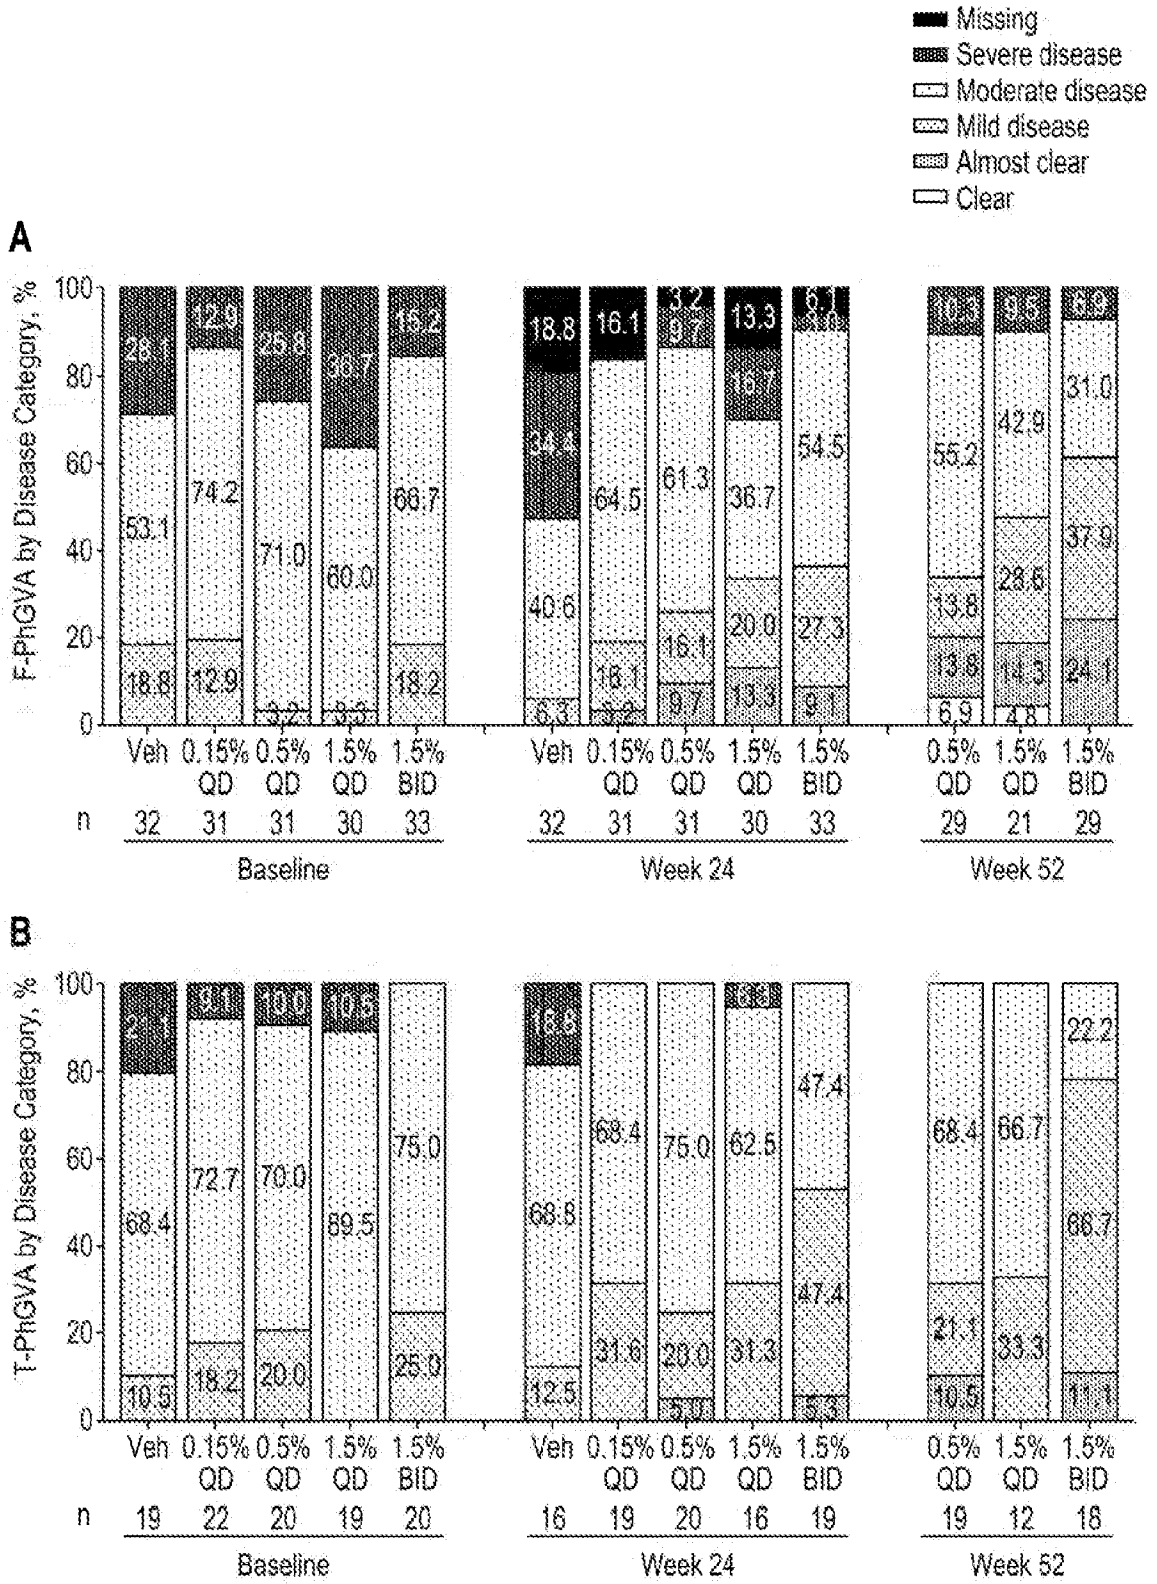 Missing
Severe disease
Moderate disease
Mild disease
Almost clear
Clear
A
F-PhGVA by Disease Category, %
100
80
60
40
20
0
28.1 12.9 25.8 36.7 15.2
53.1 74.2 71.0 60.0 66.7
18.8 12.9 3.2 3.3 18.2
18.8 16.1 3.2 13.3 6.1
34.4 9.7 16.7
40.6 64.5 61.3 36.7 54.5
6.3 16.1 16.1 20.0 27.3
3.2 9.7 13.3 9.1
10.3 9.5 6.9
55.2 42.9 31.0
13.8 28.6 37.9
13.8 14.3 24.1
6.9 4.8
Veh 0.15% 0.5% 1.5% 1.5% Veh 0.15% 0.5% 1.5% 1.5% 0.5% 1.5% 1.5%
QD QD QD BID QD QD QD BID QD QD BID
n 32 31 31 30 33 32 31 31 30 33 29 21 29
Baseline Week 24 Week 52
B
T-PhGVA by Disease Category, %
100
80
60
40
20
0
21.1 9.1 10.0 10.5
68.4 72.7 70.0 89.5 75.0
10.5 18.2 20.0 25.0
18.8
68.8 68.4 75.0 62.5 47.4
12.5 31.6 20.0 31.3 47.4
5.0 5.3
68.4 66.7 22.2
21.1 33.3 66.7
10.5 11.1
Veh 0.15% 0.5% 1.5% 1.5% Veh 0.15% 0.5% 1.5% 1.5% 0.5% 1.5% 1.5%
QD QD QD BID QD QD QD BID QD QD BID
n 19 22 20 19 20 16 19 20 16 19 19 12 18
Baseline Week 24 Week 52